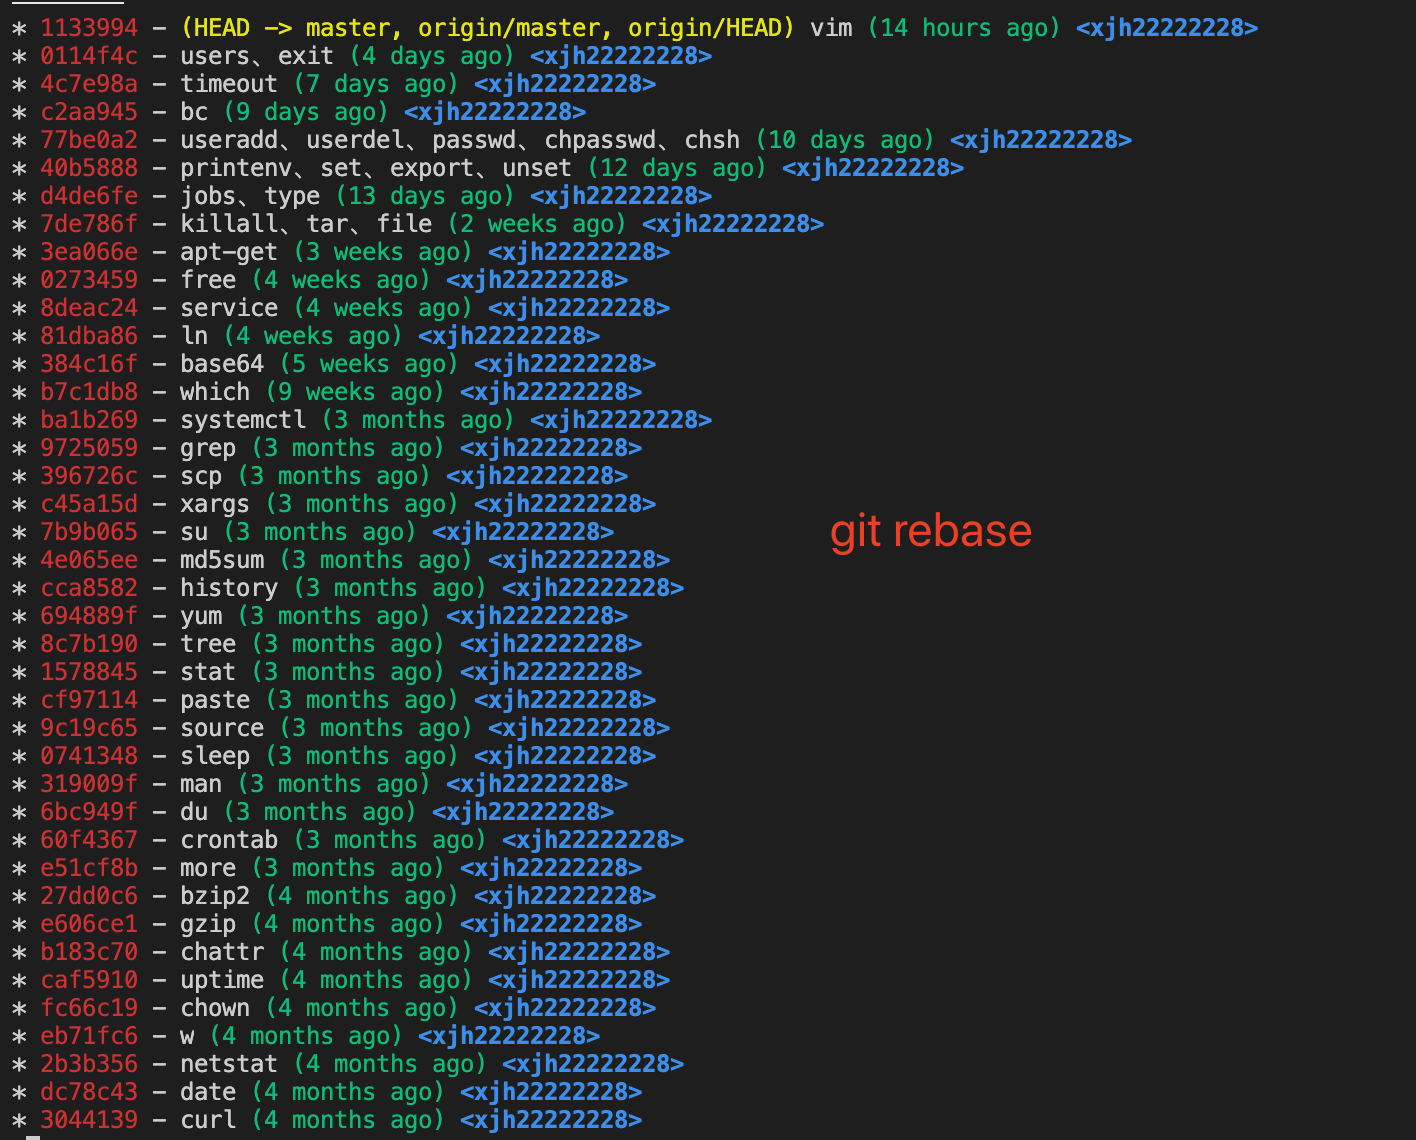 * 1133994 - (HEAD -> master, origin/master, origin/HEAD) vim (14 hours ago) <xjh22222228>
* 0114f4c - users、exit (4 days ago) <xjh22222228>
* 4c7e98a - timeout (7 days ago) <xjh22222228>
* c2aa945 - bc (9 days ago) <xjh22222228>
* 77be0a2 - useradd、userdel、passwd、chpasswd、chsh (10 days ago) <xjh22222228>
* 40b5888 - printenv、set、export、unset (12 days ago) <xjh22222228>
* d4de6fe - jobs、type (13 days ago) <xjh22222228>
* 7de786f - killall、tar、file (2 weeks ago) <xjh22222228>
* 3ea066e - apt-get (3 weeks ago) <xjh22222228>
* 0273459 - free (4 weeks ago) <xjh22222228>
* 8deac24 - service (4 weeks ago) <xjh22222228>
* 81dba86 - ln (4 weeks ago) <xjh22222228>
* 384c16f - base64 (5 weeks ago) <xjh22222228>
* b7c1db8 - which (9 weeks ago) <xjh22222228>
* ba1b269 - systemctl (3 months ago) <xjh22222228>
* 9725059 - grep (3 months ago) <xjh22222228>
* 396726c - scp (3 months ago) <xjh22222228>
* c45a15d - xargs (3 months ago) <xjh22222228>
* 7b9b065 - su (3 months ago) <xjh22222228>
git rebase
* 4e065ee - md5sum (3 months ago) <xjh22222228>
* cca8582 - history (3 months ago) <xjh22222228>
* 694889f - yum (3 months ago) <xjh22222228>
* 8c7b190 - tree (3 months ago) <xjh22222228>
* 1578845 - stat (3 months ago) <xjh22222228>
* cf97114 - paste (3 months ago) <xjh22222228>
* 9c19c65 - source (3 months ago) <xjh22222228>
* 0741348 - sleep (3 months ago) <xjh22222228>
* 319009f - man (3 months ago) <xjh22222228>
* 6bc949f - du (3 months ago) <xjh22222228>
* 60f4367 - crontab (3 months ago) <xjh22222228>
* e51cf8b - more (3 months ago) <xjh22222228>
* 27dd0c6 - bzip2 (4 months ago) <xjh22222228>
* e606ce1 - gzip (4 months ago) <xjh22222228>
* b183c70 - chattr (4 months ago) <xjh22222228>
* caf5910 - uptime (4 months ago) <xjh22222228>
* fc66c19 - chown (4 months ago) <xjh22222228>
* eb71fc6 - w (4 months ago) <xjh22222228>
* 2b3b356 - netstat (4 months ago) <xjh22222228>
* dc78c43 - date (4 months ago) <xjh22222228>
* 3044139 - curl (4 months ago) <xjh22222228>